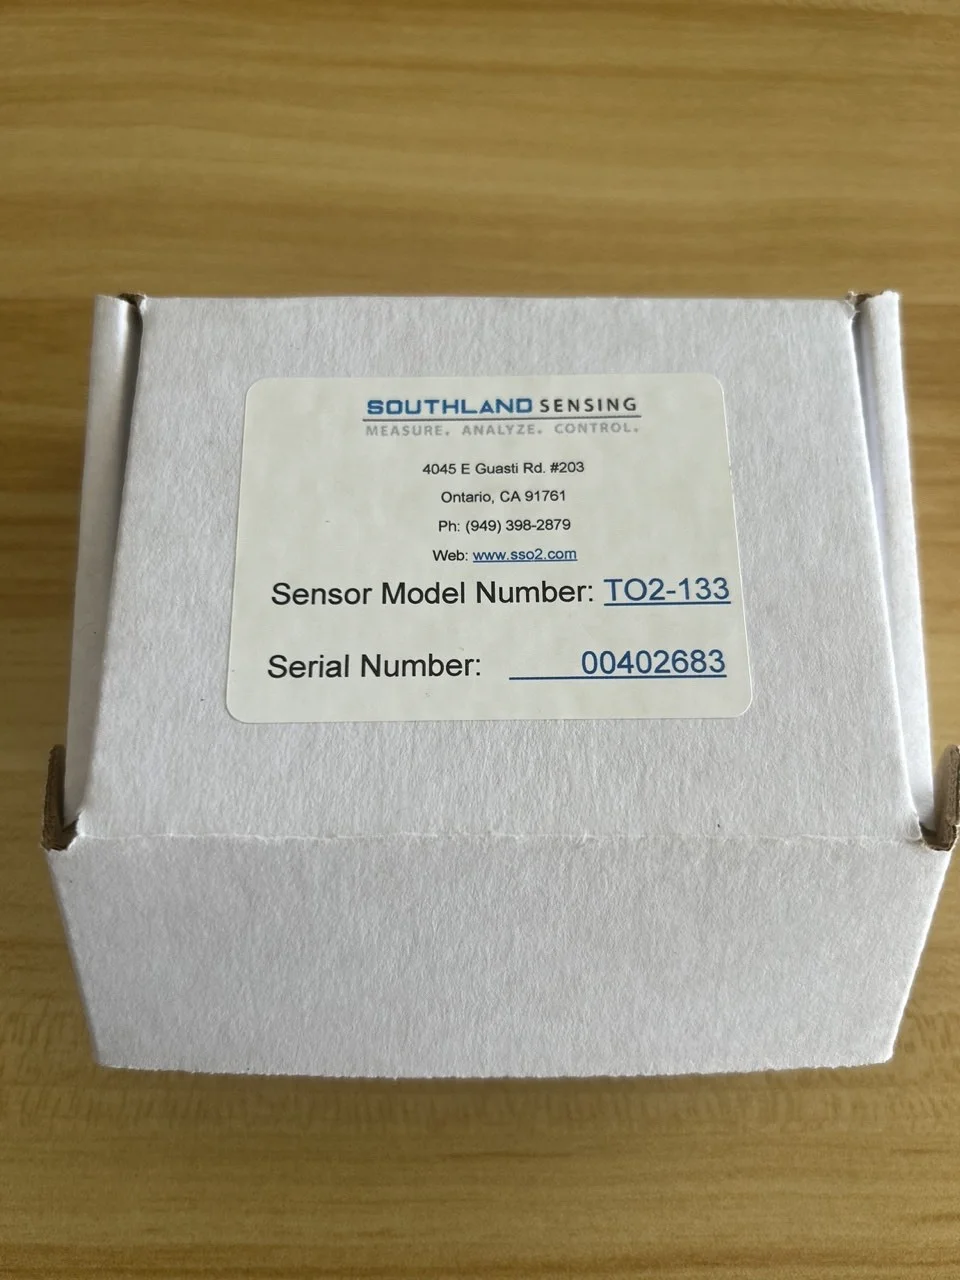 SOUTHLAND SENSING
MEASURE. ANALYZE. CONTROL.
4045 E Guasti Rd. #203
Ontario, CA 91761
Ph: (949) 398-2879
Web: www.sso2.com
Sensor Model Number: TO2-133
Serial Number: 00402683